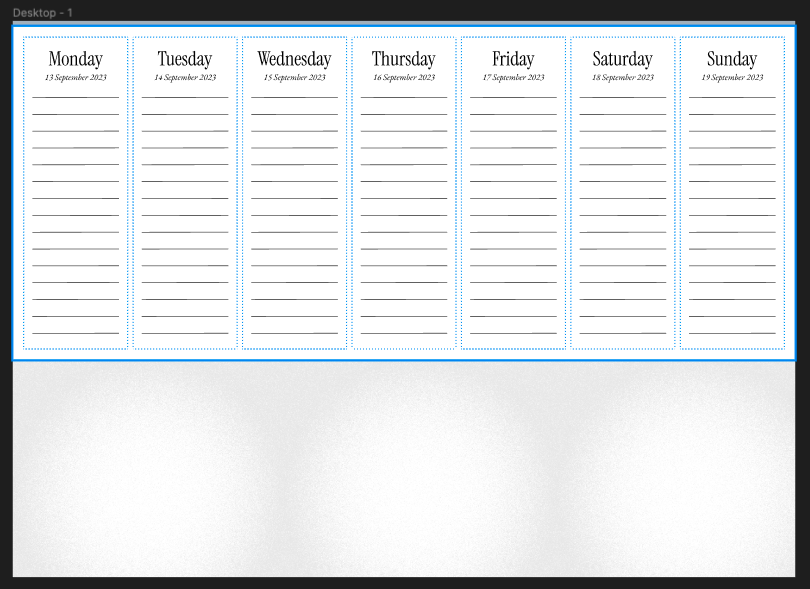 Desktop - 1
Monday
13 September 2023
Tuesday
14 September 2023
Wednesday
15 September 2023
Thursday
16 September 2023
Friday
17 September 2023
Saturday
18 September 2023
Sunday
19 September 2023